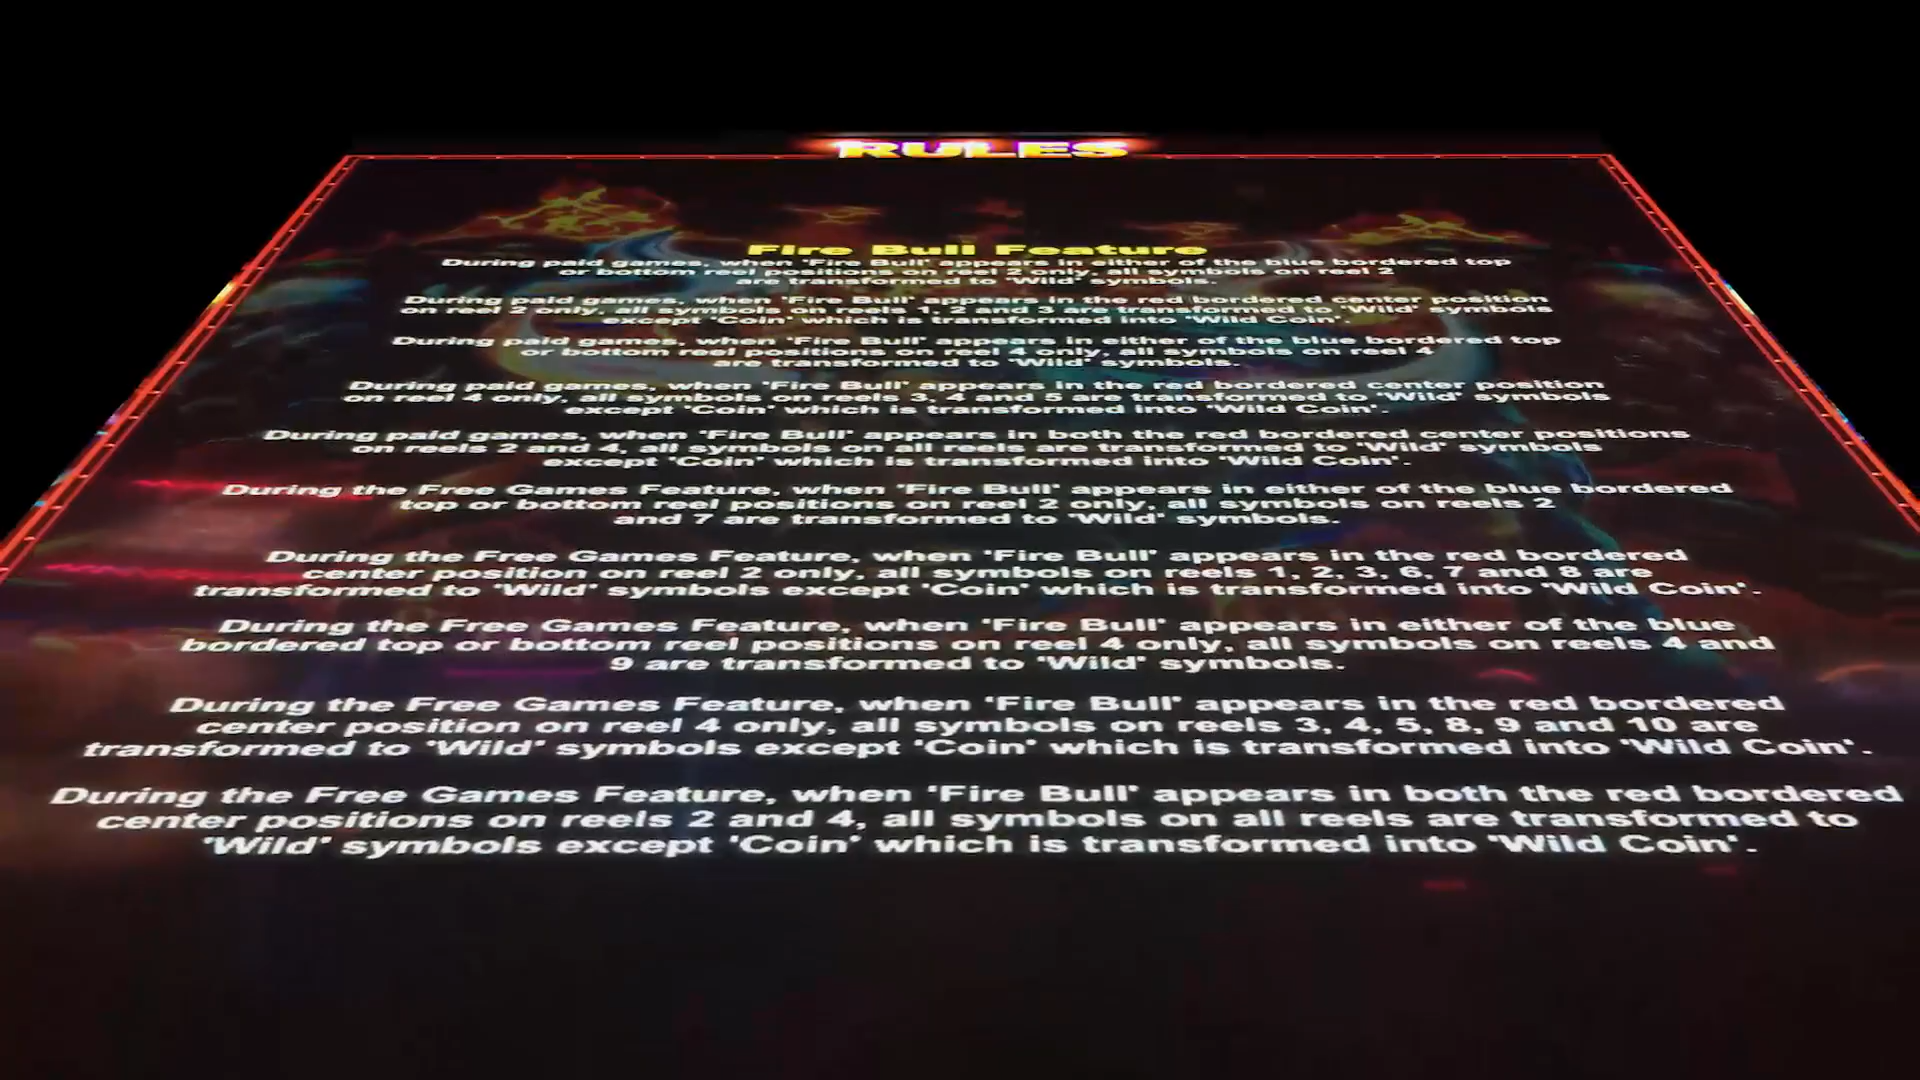 RULES
Fire Bull Feature
During paid games, when 'Fire Bull' appears in either of the blue bordered top
or bottom reel positions on reel 2 only, all symbols on reel 2
are transformed to 'Wild' symbols.
During paid games, when 'Fire Bull' appears in the red bordered center position
on reel 2 only, all symbols on reels 1, 2 and 3 are transformed to 'Wild' symbols
except 'Coin' which is transformed into 'Wild Coin'.
During paid games, when 'Fire Bull' appears in either of the blue bordered top
or bottom reel positions on reel 4 only, all symbols on reel 4
are transformed to 'Wild' symbols.
During paid games, when 'Fire Bull' appears in the red bordered center position
on reel 4 only, all symbols on reels 3, 4 and 5 are transformed to 'Wild' symbols
except 'Coin' which is transformed into 'Wild Coin'.
During paid games, when 'Fire Bull' appears in both the red bordered center positions
on reels 2 and 4, all symbols on all reels are transformed to 'Wild' symbols
except 'Coin' which is transformed into 'Wild Coin'.
During the Free Games Feature, when 'Fire Bull' appears in either of the blue bordered
top or bottom reel positions on reel 2 only, all symbols on reels 2
and 7 are transformed to 'Wild' symbols.
During the Free Games Feature, when 'Fire Bull' appears in the red bordered
center position on reel 2 only, all symbols on reels 1, 2, 3, 6, 7 and 8 are
transformed to 'Wild' symbols except 'Coin' which is transformed into 'Wild Coin'.
During the Free Games Feature, when 'Fire Bull' appears in either of the blue
bordered top or bottom reel positions on reel 4 only, all symbols on reels 4 and
9 are transformed to 'Wild' symbols.
During the Free Games Feature, when 'Fire Bull' appears in the red bordered
center position on reel 4 only, all symbols on reels 3, 4, 5, 8, 9 and 10 are
transformed to 'Wild' symbols except 'Coin' which is transformed into 'Wild Coin'.
During the Free Games Feature, when 'Fire Bull' appears in both the red bordered
center positions on reels 2 and 4, all symbols on all reels are transformed to
'Wild' symbols except 'Coin' which is transformed into 'Wild Coin'.